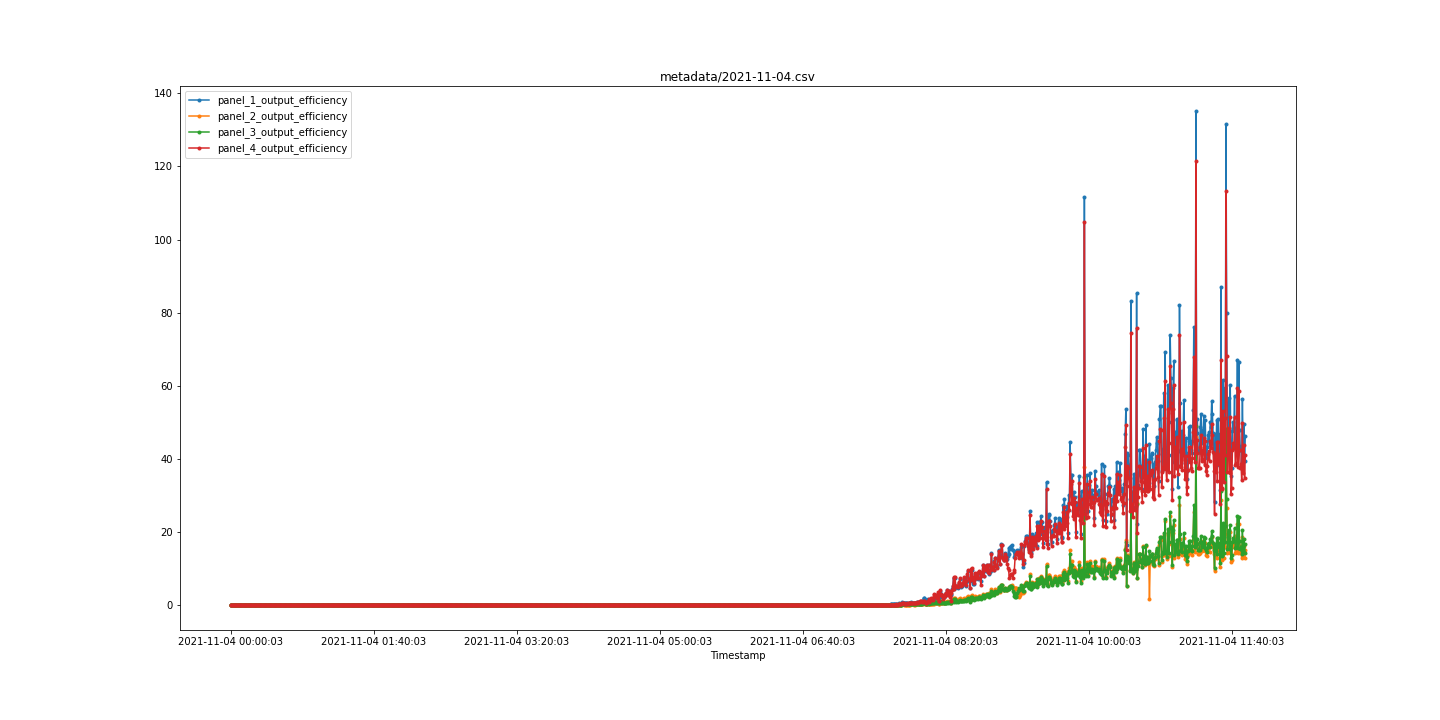 metadata/2021-11-04.csv
panel_1_output_efficiency
panel_2_output_efficiency
panel_3_output_efficiency
panel_4_output_efficiency
140
120
100
80
60
40
20
0
2021-11-04 00:00:03 2021-11-04 01:40:03 2021-11-04 03:20:03 2021-11-04 05:00:03 2021-11-04 06:40:03 2021-11-04 08:20:03 2021-11-04 10:00:03 2021-11-04 11:40:03
Timestamp